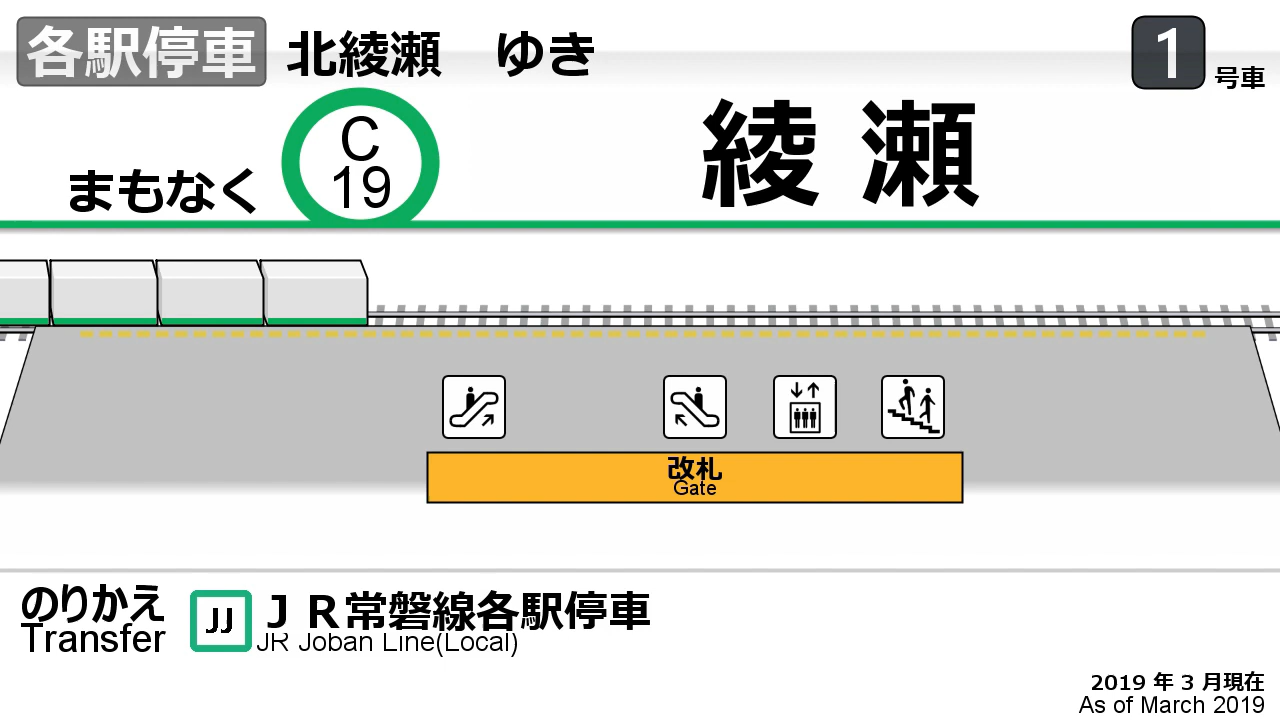 各駅停車 北綾瀬　ゆき
1 号車
まもなく
C
19
綾瀬
改札
Gate
のりかえ
Transfer
JJ
ＪＲ常磐線各駅停車
JR Joban Line(Local)
2019 年 3 月現在
As of March 2019